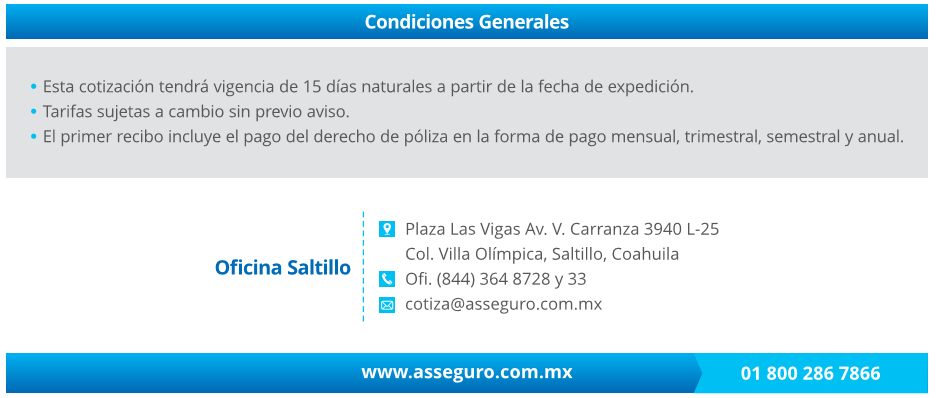 Condiciones Generales
• Esta cotización tendrá vigencia de 15 días naturales a partir de la fecha de expedición.
• Tarifas sujetas a cambio sin previo aviso.
• El primer recibo incluye el pago del derecho de póliza en la forma de pago mensual, trimestral, semestral y anual.
Oficina Saltillo
Plaza Las Vigas Av. V. Carranza 3940 L-25
Col. Villa Olímpica, Saltillo, Coahuila
Ofi. (844) 364 8728 y 33
cotiza@asseguro.com.mx
www.asseguro.com.mx
01 800 286 7866